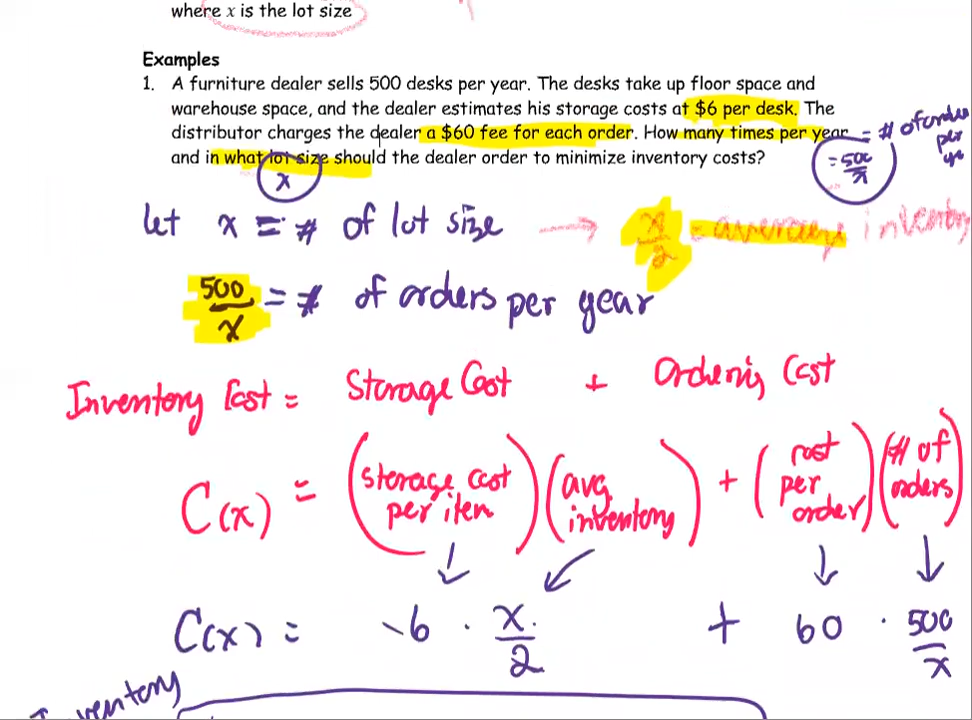 where x is the lot size
Examples
1. A furniture dealer sells 500 desks per year. The desks take up floor space and
warehouse space, and the dealer estimates his storage costs at $6 per desk. The
distributor charges the dealer a $60 fee for each order. How many times per year
and in what lot size should the dealer order to minimize inventory costs?
= # of orders
per
= 500/x
x
let x = # of lot size → x/2 = average inventory
500/x = # of orders per year
Inventory Cost = Storage Cost + Ordering Cost
C(x) = (storage cost per item)(avg inventory) + (cost per order)(# of orders)
C(x) = 6 · x/2 + 60 · 500/x
Inventory